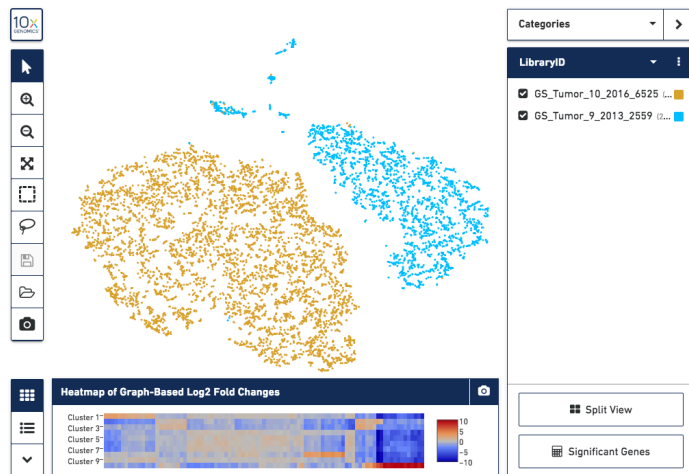 10x
GENOMICS
Categories
LibraryID
GS_Tumor_10_2016_6525 (...
GS_Tumor_9_2013_2559 (2...
Heatmap of Graph-Based Log2 Fold Changes
Cluster 1
Cluster 3
Cluster 5
Cluster 7
Cluster 9
10
5
0
−5
−10
Split View
Significant Genes